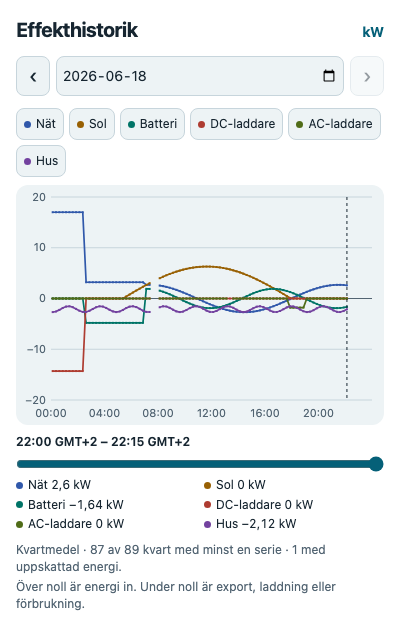 Effekthistorik
kW
2026-06-18
Nät
Sol
Batteri
DC-laddare
AC-laddare
Hus
20
10
0
−10
−20
00:00 04:00 08:00 12:00 16:00 20:00
22:00 GMT+2 – 22:15 GMT+2
Nät 2,6 kW
Sol 0 kW
Batteri −1,64 kW
DC-laddare 0 kW
AC-laddare 0 kW
Hus −2,12 kW
Kvartmedel · 87 av 89 kvart med minst en serie · 1 med
uppskattad energi.
Över noll är energi in. Under noll är export, laddning eller
förbrukning.